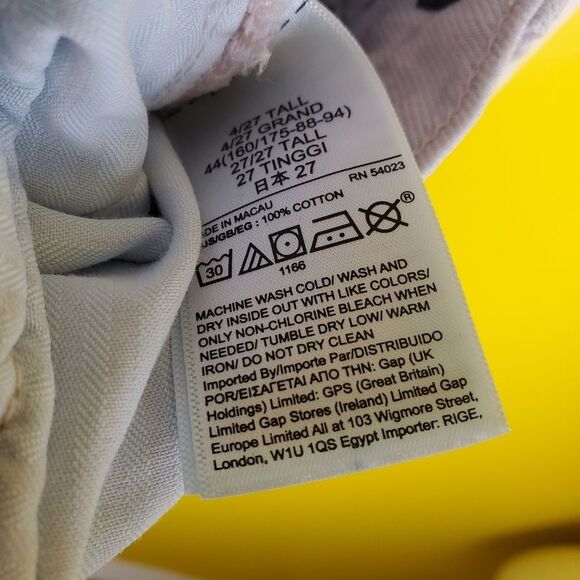 4/27 TALL
4/27 GRAND
44(160/175-88-94)
27/27 TALL
27 TINGGI
日本 27
RN 54023
ADE IN MACAU
US/GB/EG : 100% COTTON
30
1166
®
MACHINE WASH COLD/ WASH AND
DRY INSIDE OUT WITH LIKE COLORS/
ONLY NON-CHLORINE BLEACH WHEN
NEEDED/ TUMBLE DRY LOW/ WARM
IRON/ DO NOT DRY CLEAN
Imported By/Importe Par/DISTRIBUIDO
POR/ΕΙΣΑΓΕΤΑΙ ΑΠΟ ΤΗΝ: Gap (UK
Holdings) Limited: GPS (Great Britain)
Limited Gap Stores (Ireland) Limited Gap
Europe Limited All at 103 Wigmore Street,
London, W1U 1QS Egypt Importer: RIGE,